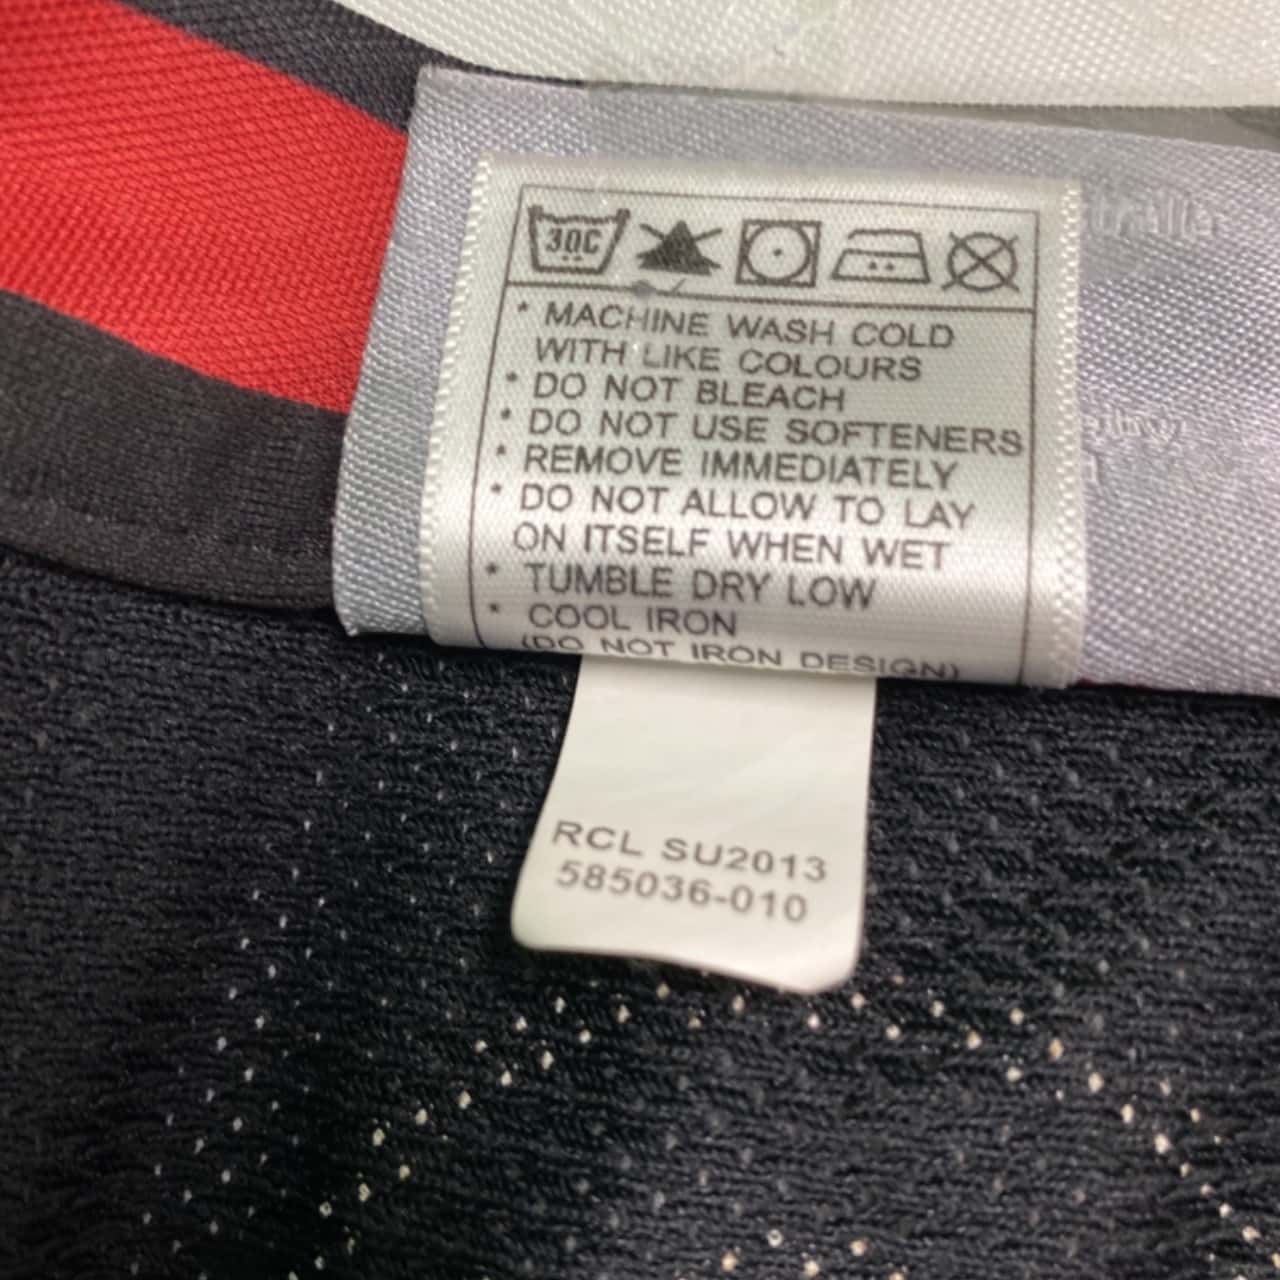 30C
* MACHINE WASH COLD
WITH LIKE COLOURS
* DO NOT BLEACH
* DO NOT USE SOFTENERS
* REMOVE IMMEDIATELY
* DO NOT ALLOW TO LAY
ON ITSELF WHEN WET
* TUMBLE DRY LOW
* COOL IRON
(DO NOT IRON DESIGN)
RCL SU2013
585036-010
tralia